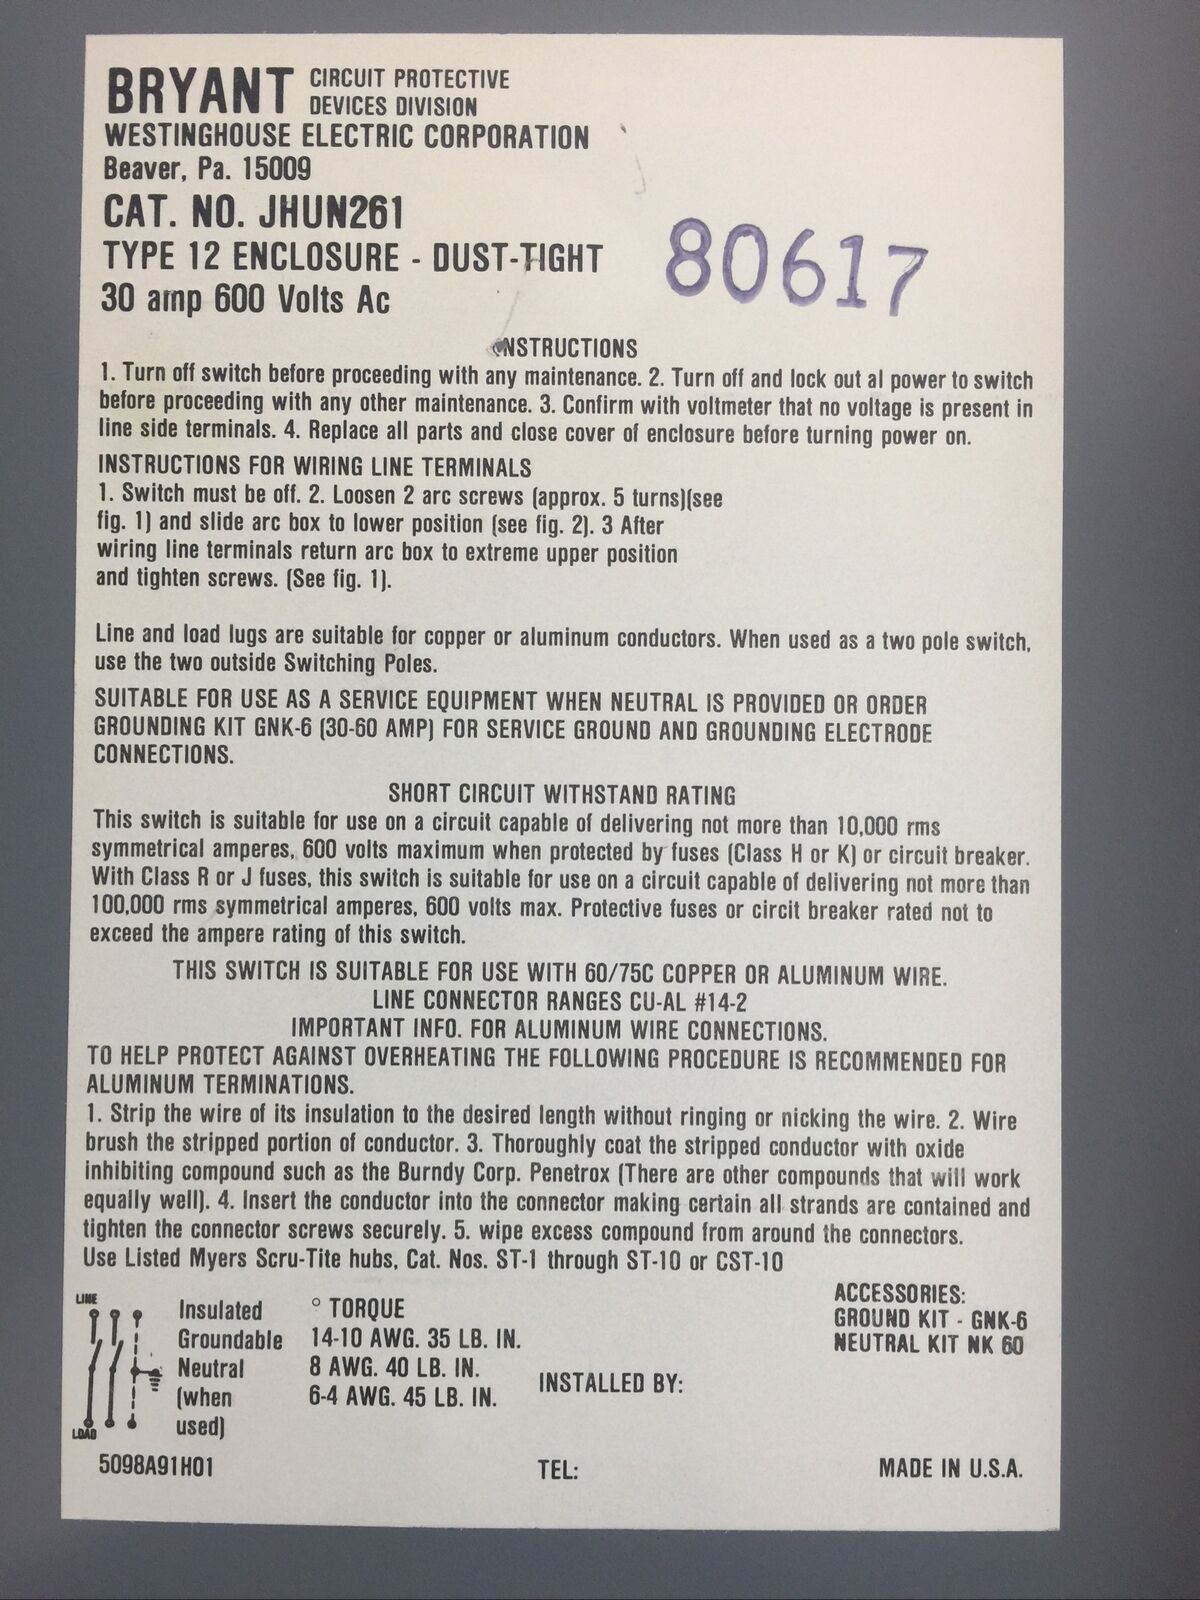 BRYANT CIRCUIT PROTECTIVE
DEVICES DIVISION
WESTINGHOUSE ELECTRIC CORPORATION
Beaver, Pa. 15009
CAT. NO. JHUN261
TYPE 12 ENCLOSURE - DUST-TIGHT
30 amp 600 Volts Ac
80617
INSTRUCTIONS
1. Turn off switch before proceeding with any maintenance. 2. Turn off and lock out al power to switch
before proceeding with any other maintenance. 3. Confirm with voltmeter that no voltage is present in
line side terminals. 4. Replace all parts and close cover of enclosure before turning power on.
INSTRUCTIONS FOR WIRING LINE TERMINALS
1. Switch must be off. 2. Loosen 2 arc screws (approx. 5 turns)(see
fig. 1) and slide arc box to lower position (see fig. 2). 3 After
wiring line terminals return arc box to extreme upper position
and tighten screws. (See fig. 1).
Line and load lugs are suitable for copper or aluminum conductors. When used as a two pole switch,
use the two outside Switching Poles.
SUITABLE FOR USE AS A SERVICE EQUIPMENT WHEN NEUTRAL IS PROVIDED OR ORDER
GROUNDING KIT GNK-6 (30-60 AMP) FOR SERVICE GROUND AND GROUNDING ELECTRODE
CONNECTIONS.
SHORT CIRCUIT WITHSTAND RATING
This switch is suitable for use on a circuit capable of delivering not more than 10,000 rms
symmetrical amperes, 600 volts maximum when protected by fuses (Class H or K) or circuit breaker.
With Class R or J fuses, this switch is suitable for use on a circuit capable of delivering not more than
100,000 rms symmetrical amperes, 600 volts max. Protective fuses or circit breaker rated not to
exceed the ampere rating of this switch.
THIS SWITCH IS SUITABLE FOR USE WITH 60/75C COPPER OR ALUMINUM WIRE.
LINE CONNECTOR RANGES CU-AL #14-2
IMPORTANT INFO. FOR ALUMINUM WIRE CONNECTIONS.
TO HELP PROTECT AGAINST OVERHEATING THE FOLLOWING PROCEDURE IS RECOMMENDED FOR
ALUMINUM TERMINATIONS.
1. Strip the wire of its insulation to the desired length without ringing or nicking the wire. 2. Wire
brush the stripped portion of conductor. 3. Thoroughly coat the stripped conductor with oxide
inhibiting compound such as the Burndy Corp. Penetrox (There are other compounds that will work
equally well). 4. Insert the conductor into the connector making certain all strands are contained and
tighten the connector screws securely. 5. wipe excess compound from around the connectors.
Use Listed Myers Scru-Tite hubs, Cat. Nos. ST-1 through ST-10 or CST-10
LINE
LOAD
Insulated
Groundable
Neutral
(when
used)
° TORQUE
14-10 AWG. 35 LB. IN.
8 AWG. 40 LB. IN.
6-4 AWG. 45 LB. IN.
INSTALLED BY:
ACCESSORIES:
GROUND KIT - GNK-6
NEUTRAL KIT NK 60
5098A91H01
TEL:
MADE IN U.S.A.